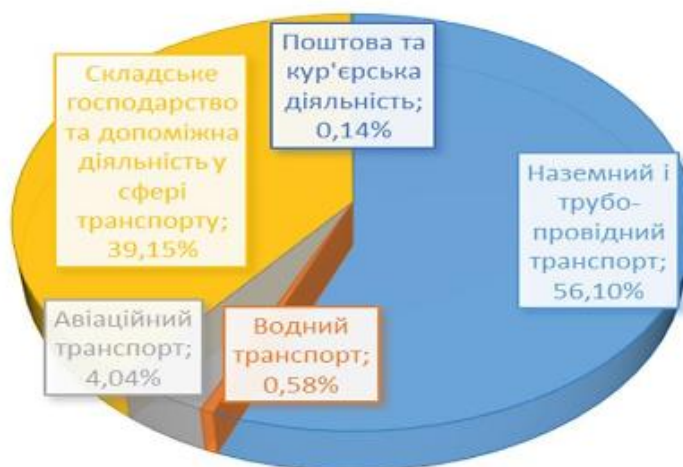 Поштова та
кур'єрська
діяльність;
0,14%
Складське
господарство
та допоміжна
діяльність у
сфері
транспорту;
39,15%
Наземний і
трубо-
провідний
транспорт;
56,10%
Авіаційний
транспорт;
4,04%
Водний
транспорт;
0,58%